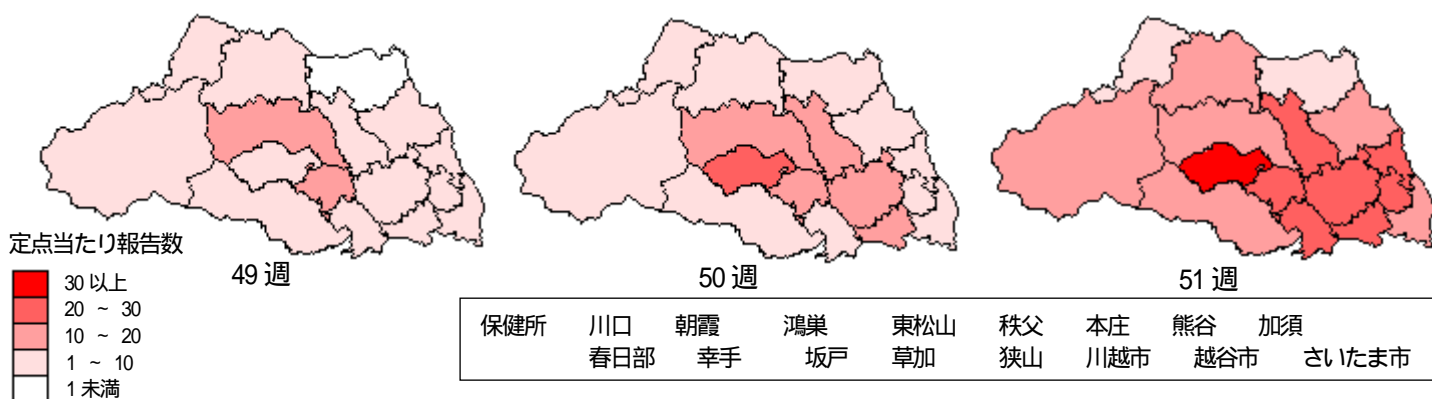 定点当たり報告数
30 以上
20 ~ 30
10 ~ 20
1 ~ 10
1 未満
49 週
50 週
51 週
保健所 川口 朝霞 鴻巣 東松山 秩父 本庄 熊谷 加須
春日部 幸手 坂戸 草加 狭山 川越市 越谷市 さいたま市